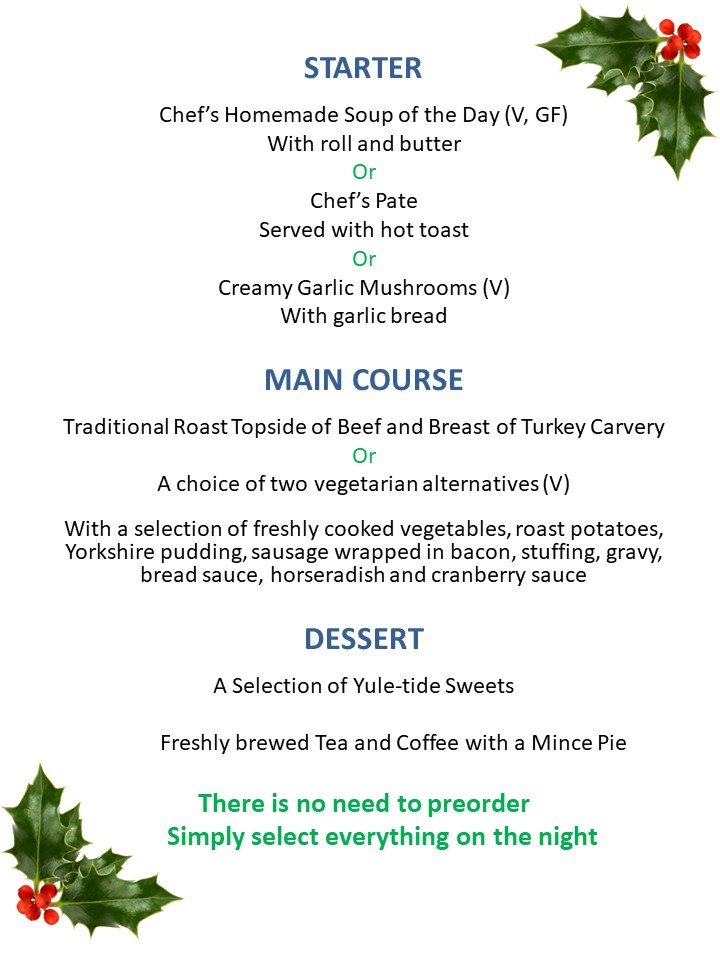 STARTER
Chef’s Homemade Soup of the Day (V, GF)
With roll and butter
Or
Chef’s Pate
Served with hot toast
Or
Creamy Garlic Mushrooms (V)
With garlic bread
MAIN COURSE
Traditional Roast Topside of Beef and Breast of Turkey Carvery
Or
A choice of two vegetarian alternatives (V)
With a selection of freshly cooked vegetables, roast potatoes,
Yorkshire pudding, sausage wrapped in bacon, stuffing, gravy,
bread sauce, horseradish and cranberry sauce
DESSERT
A Selection of Yule-tide Sweets
Freshly brewed Tea and Coffee with a Mince Pie
There is no need to preorder
Simply select everything on the night